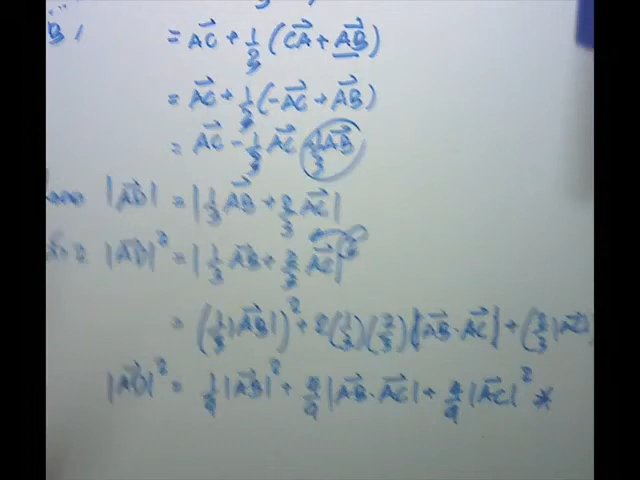 = AC⃗ + 1/3 (CA⃗ + AB⃗)
= AC⃗ + 1/3 (-AC⃗ + AB⃗)
= AC⃗ - 1/3 AC⃗ + 1/3 AB⃗
|AD⃗| = |1/3 AB⃗ + 2/3 AC⃗|
|AD⃗|² = |1/3 AB⃗ + 2/3 AC⃗|²
= (1/3 |AB⃗|)² + 2(1/3)(2/3)|AB⃗ · AC⃗| + (2/3 |AC⃗|
|AD⃗|² = 1/9 |AB⃗|² + 4/9 |AB⃗ · AC⃗| + 4/9 |AC⃗|² *